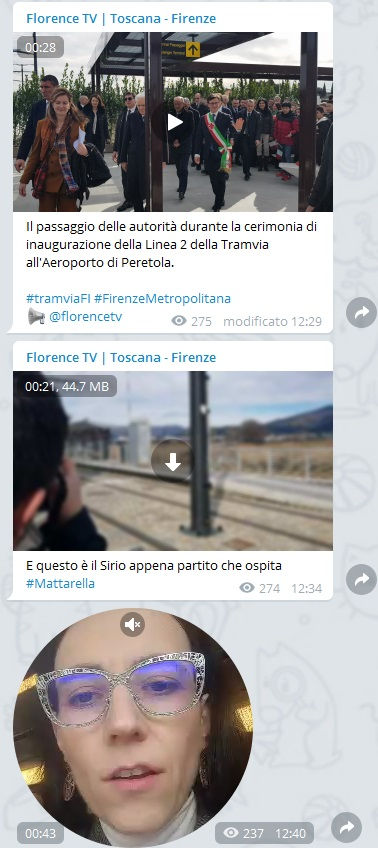 Florence TV | Toscana - Firenze
00:28
Il passaggio delle autorità durante la cerimonia di
inaugurazione della Linea 2 della Tramvia
all'Aeroporto di Peretola.
#tramviaFI #FirenzeMetropolitana
@florencetv
275 modificato 12:29
Florence TV | Toscana - Firenze
00:21, 44.7 MB
E questo è il Sirio appena partito che ospita
#Mattarella
274 12:34
00:43
237 12:40